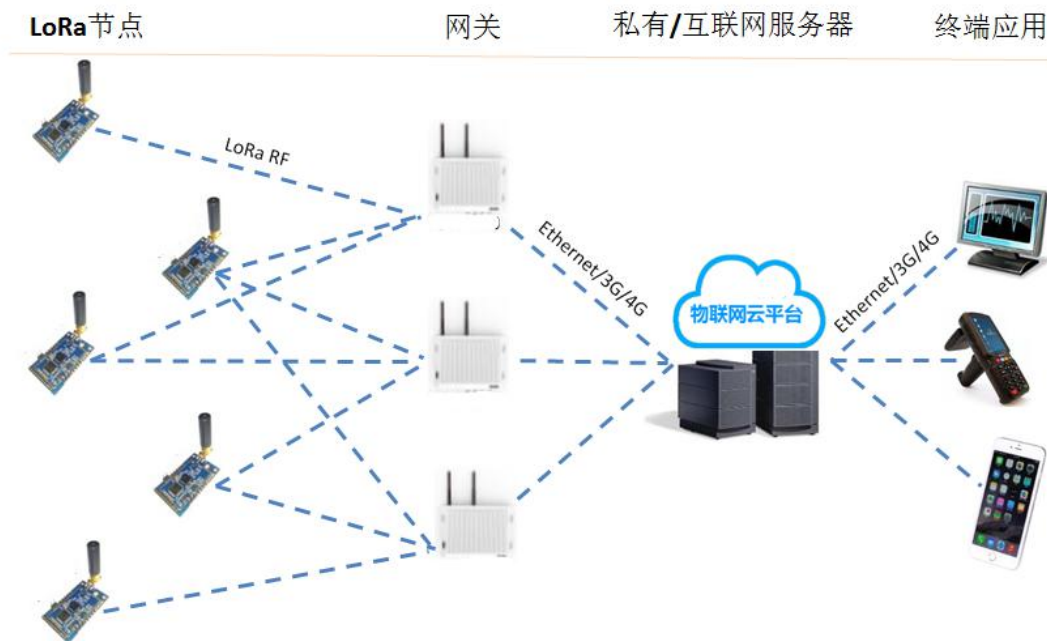 LoRa节点
网关
私有/互联网服务器
终端应用
LoRa RF
Ethernet/3G/4G
物联网云平台
Ethernet/3G/4G